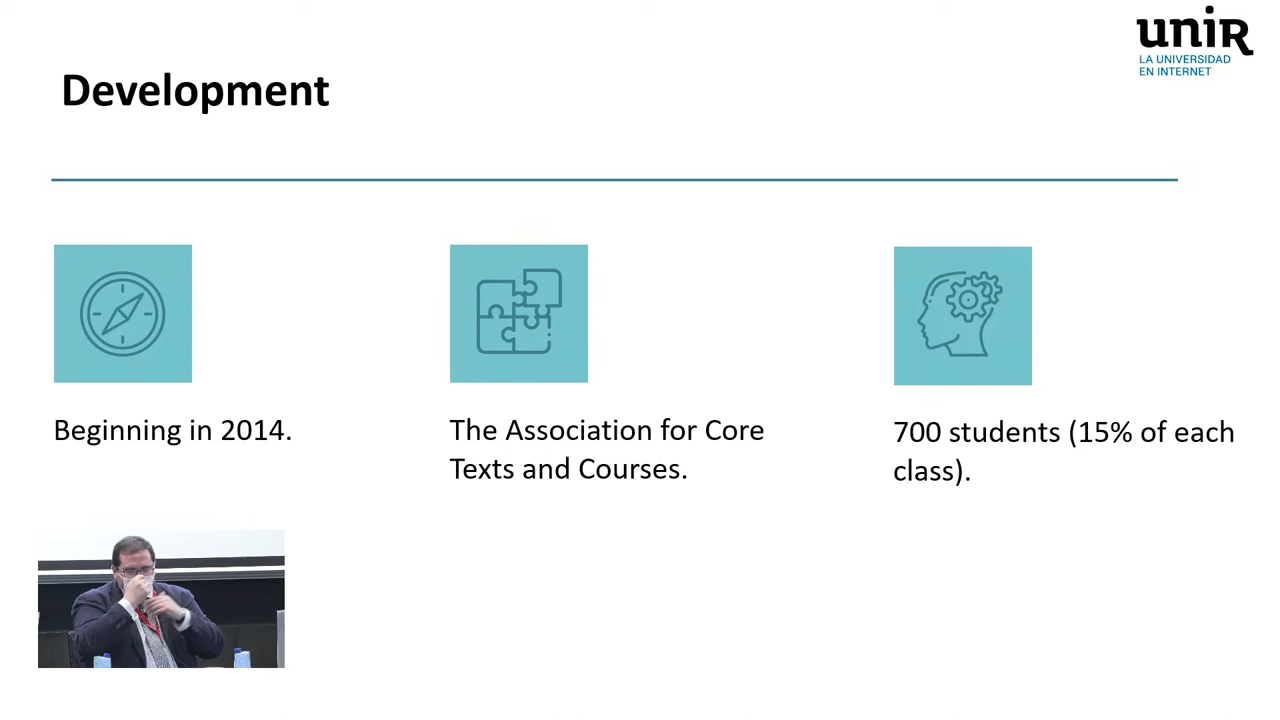 uniR
LA UNIVERSIDAD
EN INTERNET
Development
Beginning in 2014.
The Association for Core
Texts and Courses.
700 students (15% of each
class).